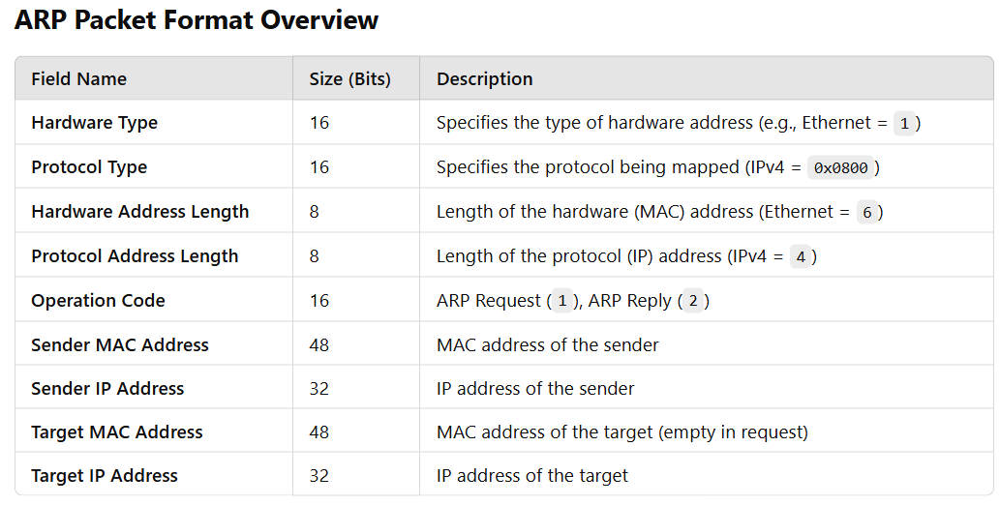 ARP Packet Format Overview
Field Name Size (Bits) Description
Hardware Type 16 Specifies the type of hardware address (e.g., Ethernet = 1)
Protocol Type 16 Specifies the protocol being mapped (IPv4 = 0x0800)
Hardware Address Length 8 Length of the hardware (MAC) address (Ethernet = 6)
Protocol Address Length 8 Length of the protocol (IP) address (IPv4 = 4)
Operation Code 16 ARP Request (1), ARP Reply (2)
Sender MAC Address 48 MAC address of the sender
Sender IP Address 32 IP address of the sender
Target MAC Address 48 MAC address of the target (empty in request)
Target IP Address 32 IP address of the target